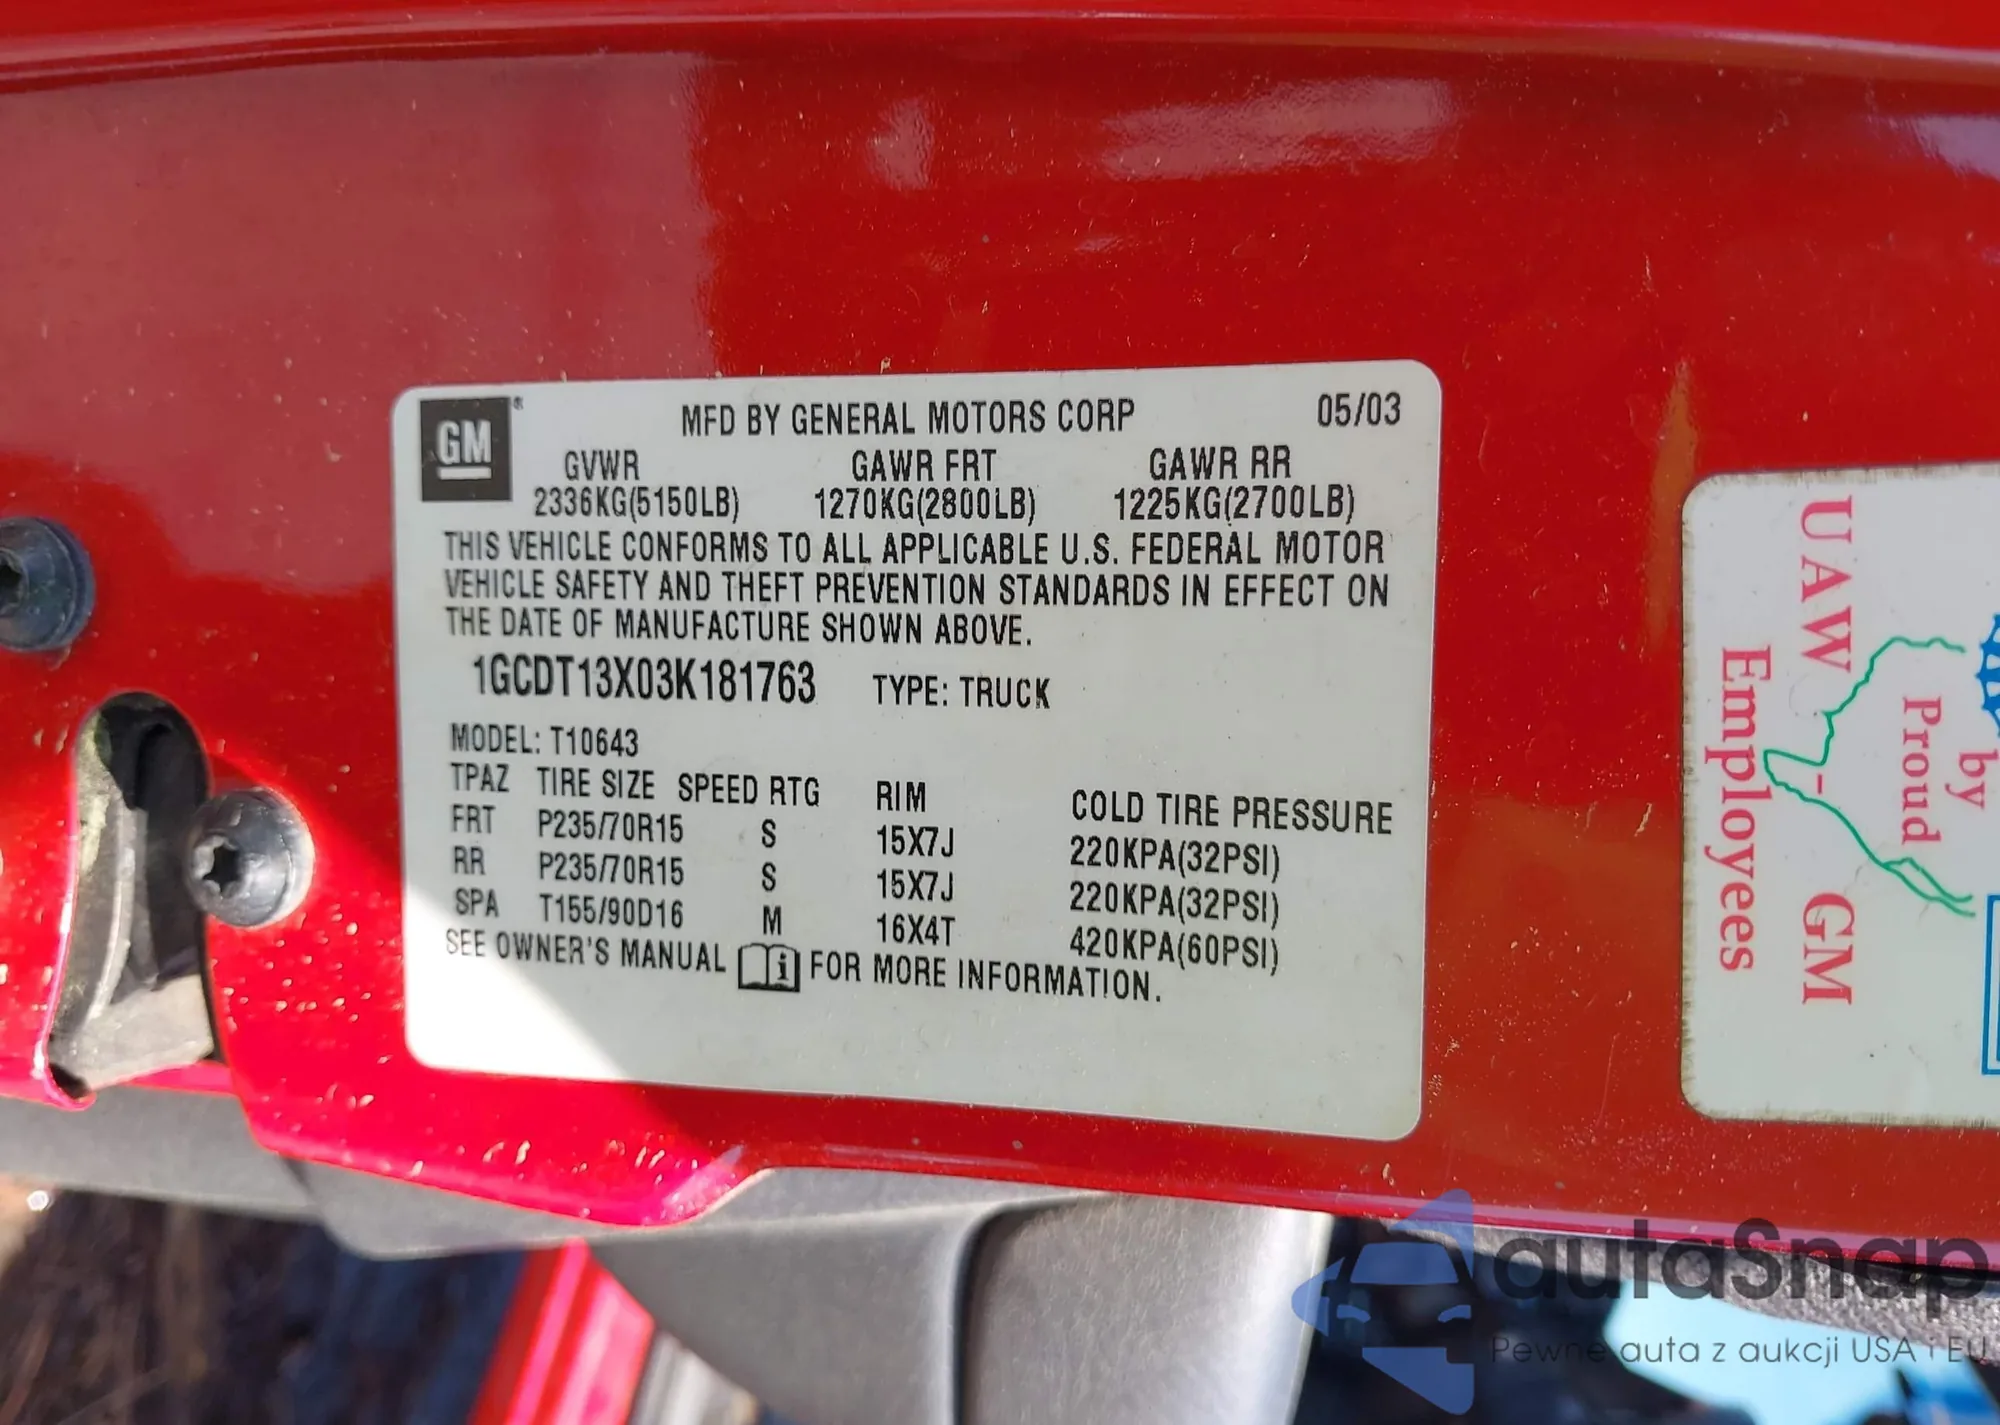 GM
MFD BY GENERAL MOTORS CORP 05/03
GVWR GAWR FRT GAWR RR
2336KG(5150LB) 1270KG(2800LB) 1225KG(2700LB)
THIS VEHICLE CONFORMS TO ALL APPLICABLE U.S. FEDERAL MOTOR
VEHICLE SAFETY AND THEFT PREVENTION STANDARDS IN EFFECT ON
THE DATE OF MANUFACTURE SHOWN ABOVE.
1GCDT13X03K181763 TYPE: TRUCK
MODEL: T10643
TPAZ TIRE SIZE SPEED RTG RIM COLD TIRE PRESSURE
FRT P235/70R15 S 15X7J 220KPA(32PSI)
RR P235/70R15 S 15X7J 220KPA(32PSI)
SPA T155/90D16 M 16X4T 420KPA(60PSI)
SEE OWNER'S MANUAL FOR MORE INFORMATION.
Proud
by
UAW - GM
Employees
autaSnap
Pewne auta z aukcji USA i EU